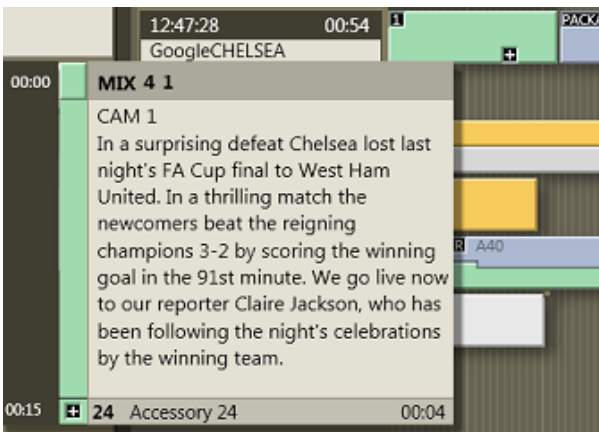 12:47:28 00:54
1
PACKA
GoogleCHELSEA
00:00
MIX 4 1
CAM 1
In a surprising defeat Chelsea lost last
night's FA Cup final to West Ham
United. In a thrilling match the
newcomers beat the reigning
champions 3-2 by scoring the winning
goal in the 91st minute. We go live now
to our reporter Claire Jackson, who has
been following the night's celebrations
by the winning team.
R A40
00:15 + 24 Accessory 24 00:04